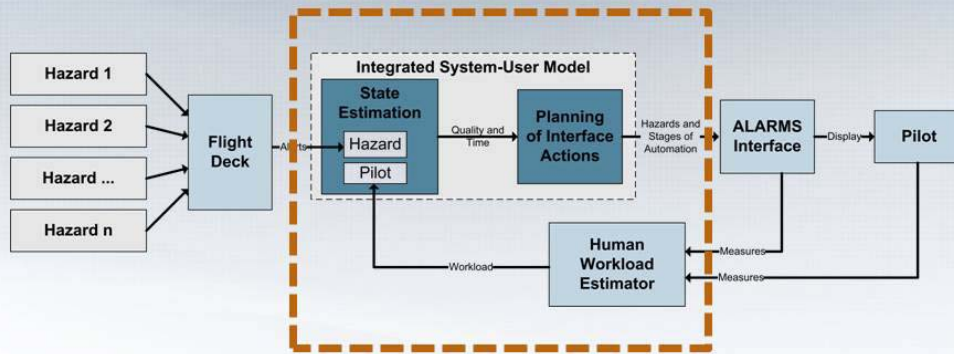 Hazard 1
Hazard 2
Hazard ...
Hazard n
Flight
Deck
Alerts
Integrated System-User Model
State
Estimation
Hazard
Pilot
Quality and
Time
Planning
of Interface
Actions
Hazards and
Stages of
Automation
ALARMS
Interface
Display
Pilot
Human
Workload
Estimator
Measures
Measures
Workload